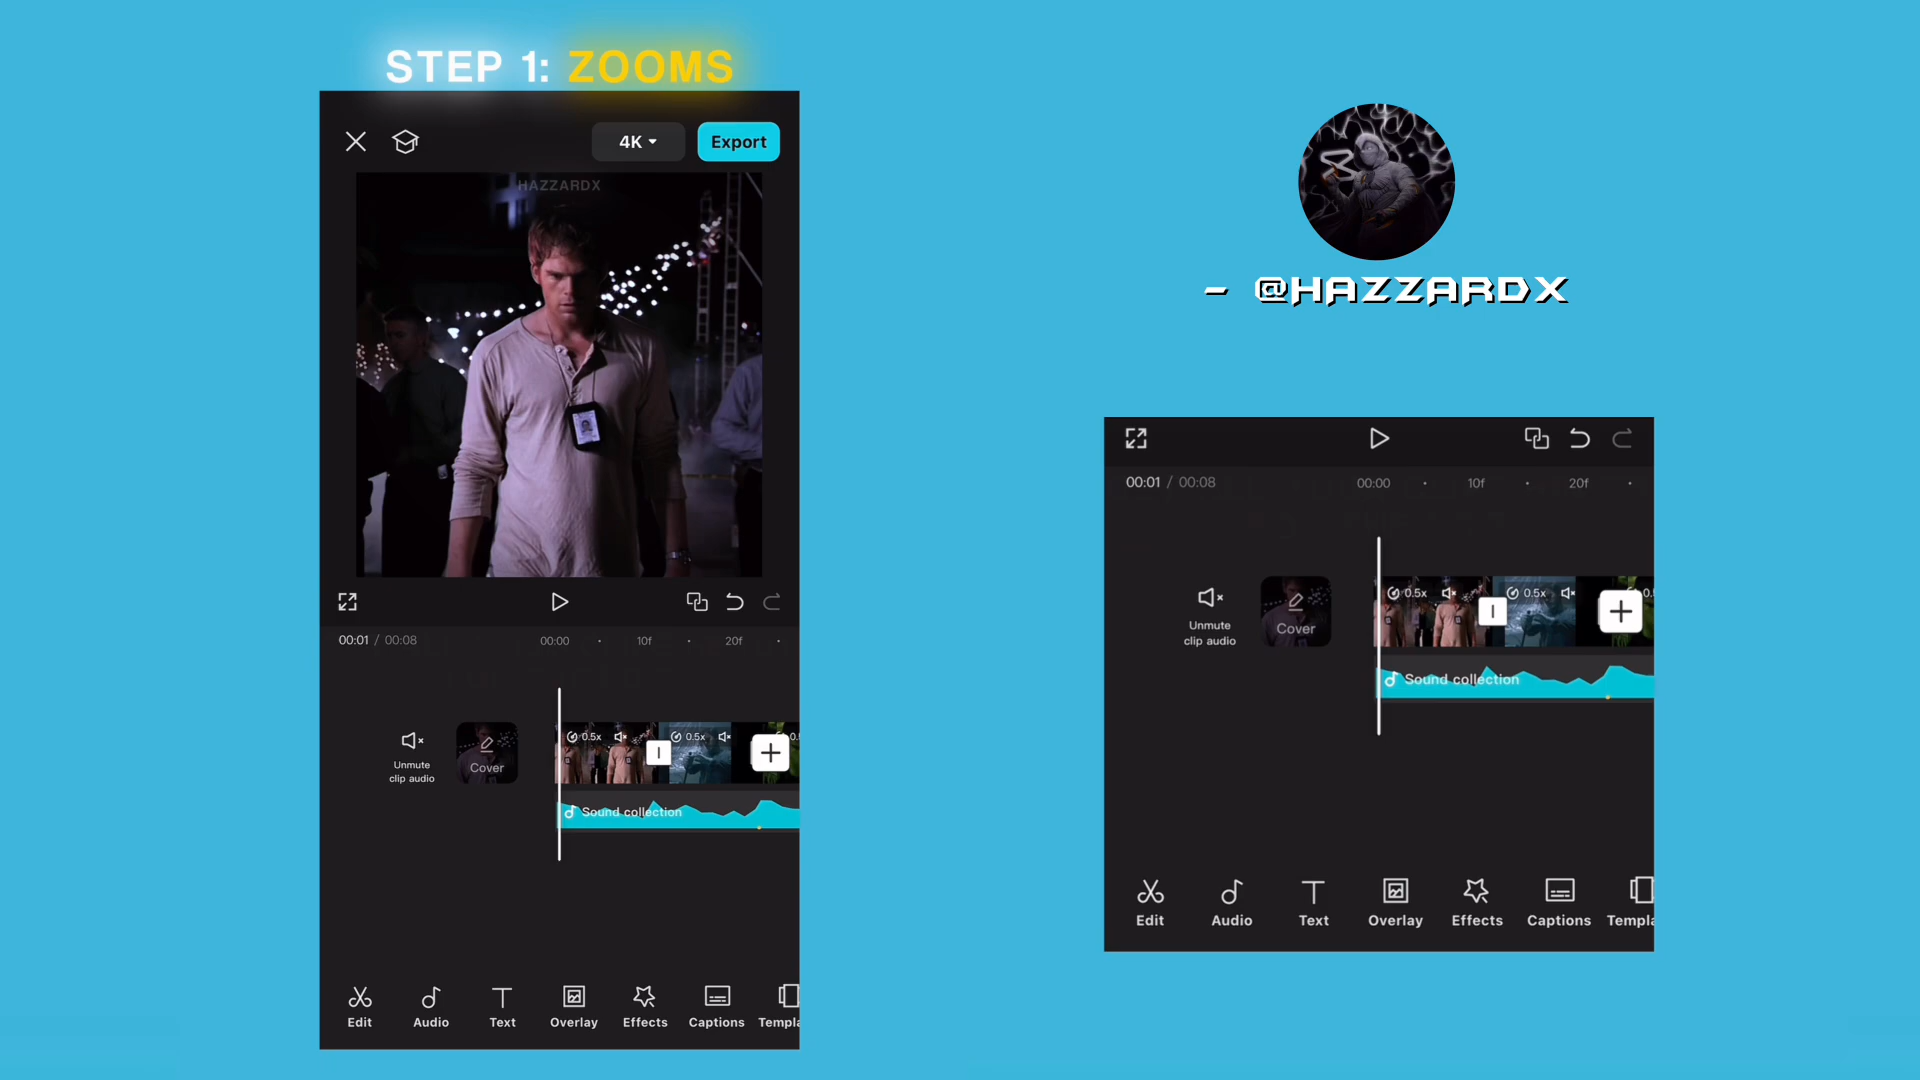 STEP 1: ZOOMS
4K
Export
HAZZARDX
00:01 / 00:08
00:00
10f
20f
Unmute
clip audio
Cover
0.5x
0.5x
0.
Sound collection
Edit
Audio
Text
Overlay
Effects
Captions
Templa
- @HAZZARDX
00:01 / 00:08
00:00
10f
20f
Unmute
clip audio
Cover
0.5x
0.5x
0.
Sound collection
Edit
Audio
Text
Overlay
Effects
Captions
Templa